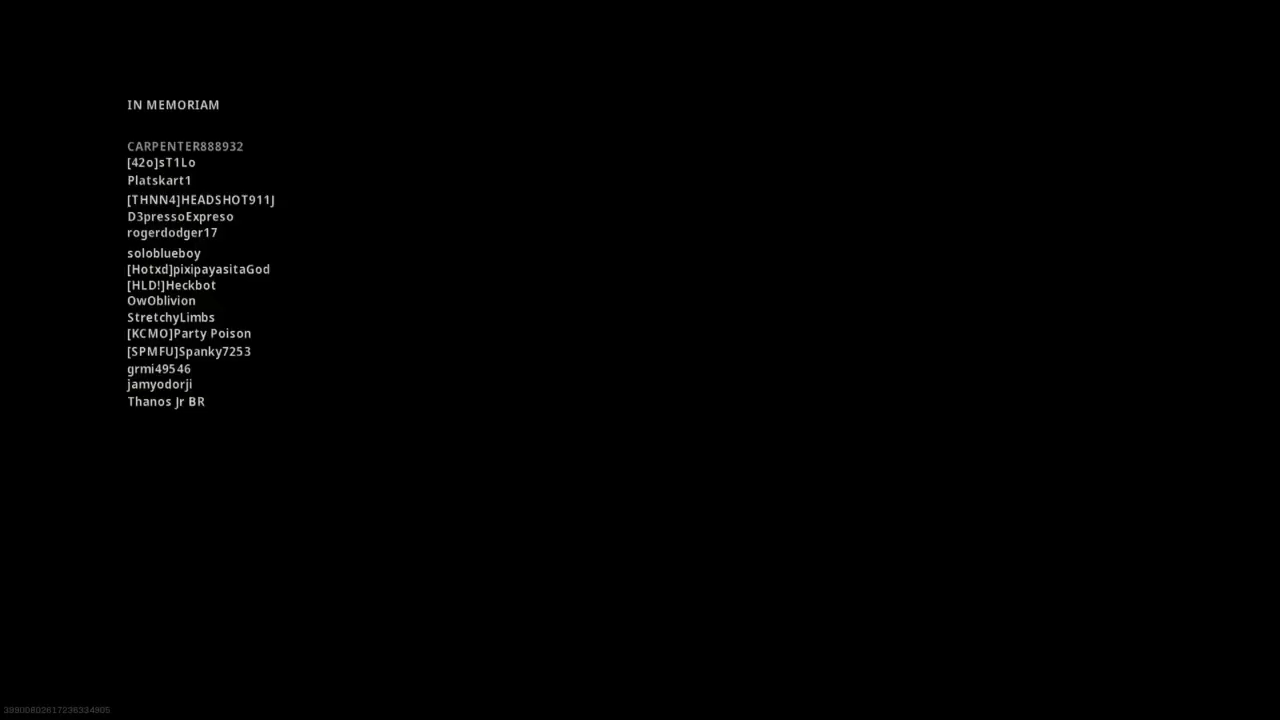 IN MEMORIAM
CARPENTER888932
[42o]sT1Lo
Platskart1
[THNN4]HEADSHOT911J
D3pressoExpreso
rogerdodger17
soloblueboy
[Hotxd]pixipayasitaGod
[HLD!]Heckbot
OwOblivion
StretchyLimbs
[KCMO]Party Poison
[SPMFU]Spanky7253
grmi49546
jamyodorji
Thanos Jr BR